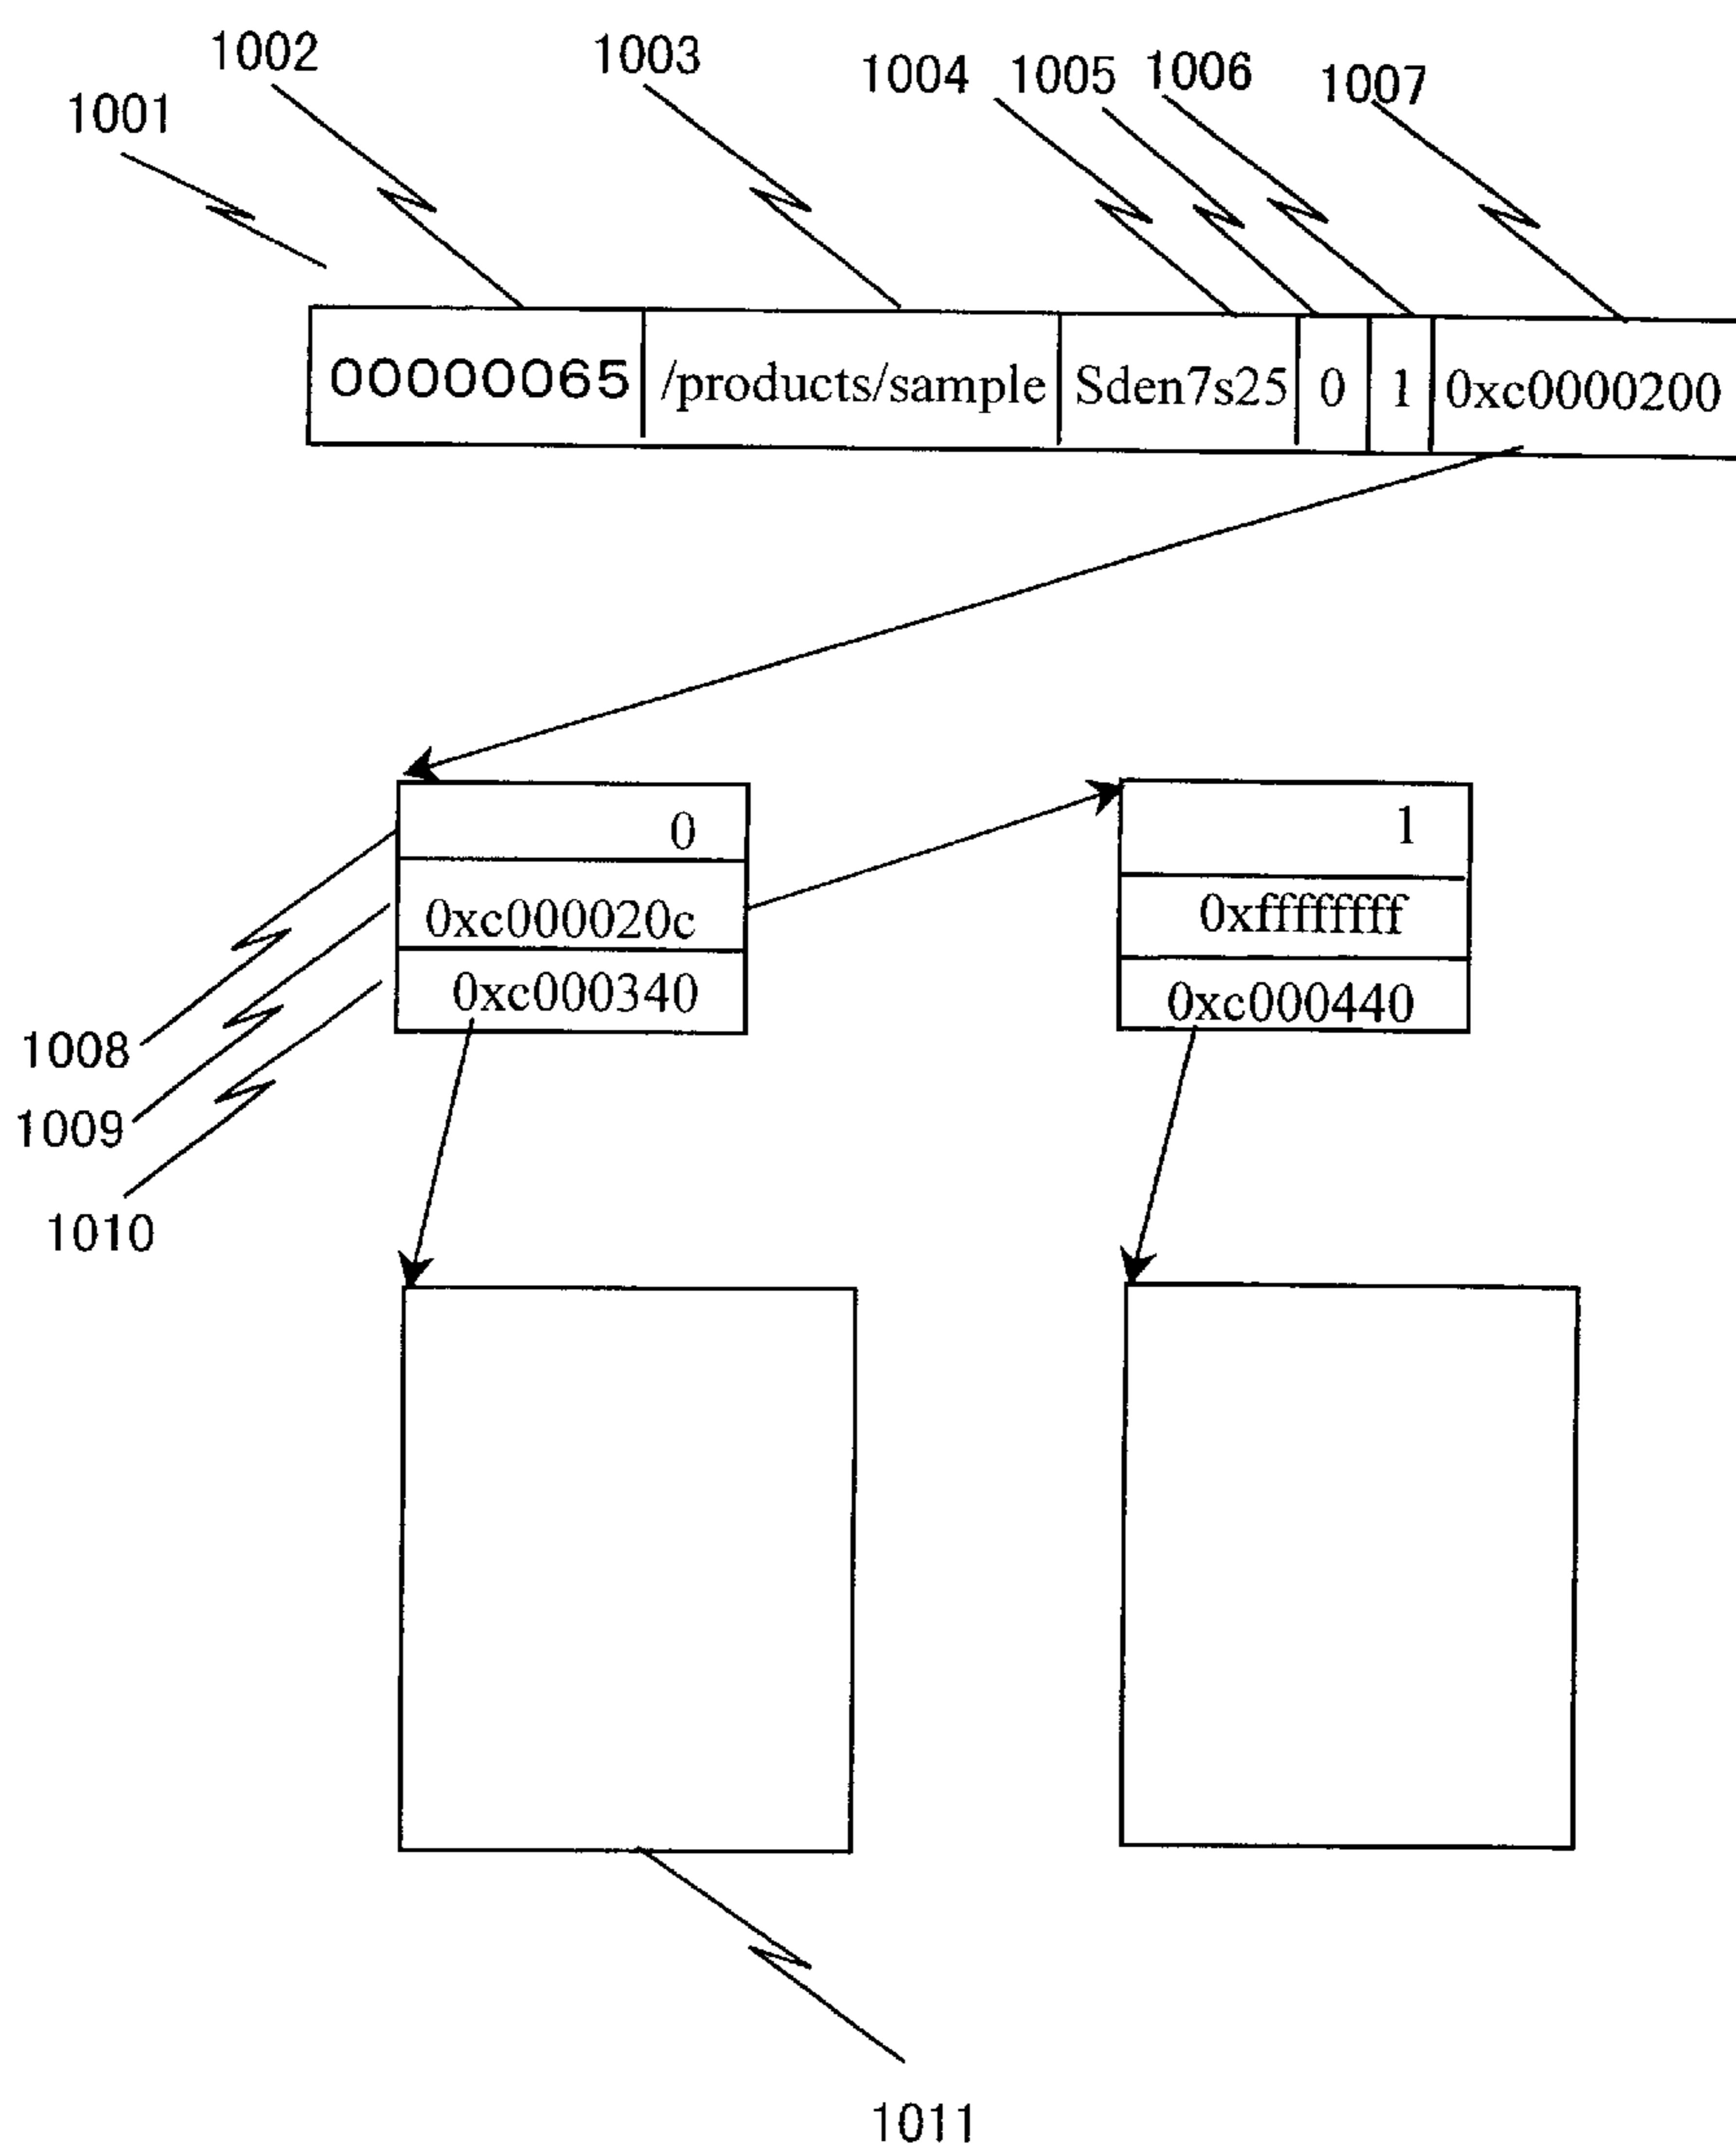 1001 1002 1003 1004 1005 1006 1007
00000065 /products/sample Sden7s25 0 1 0xc0000200
0 1
0xc000020c 0xffffffff
0xc000340 0xc000440
1008
1009
1010
1011